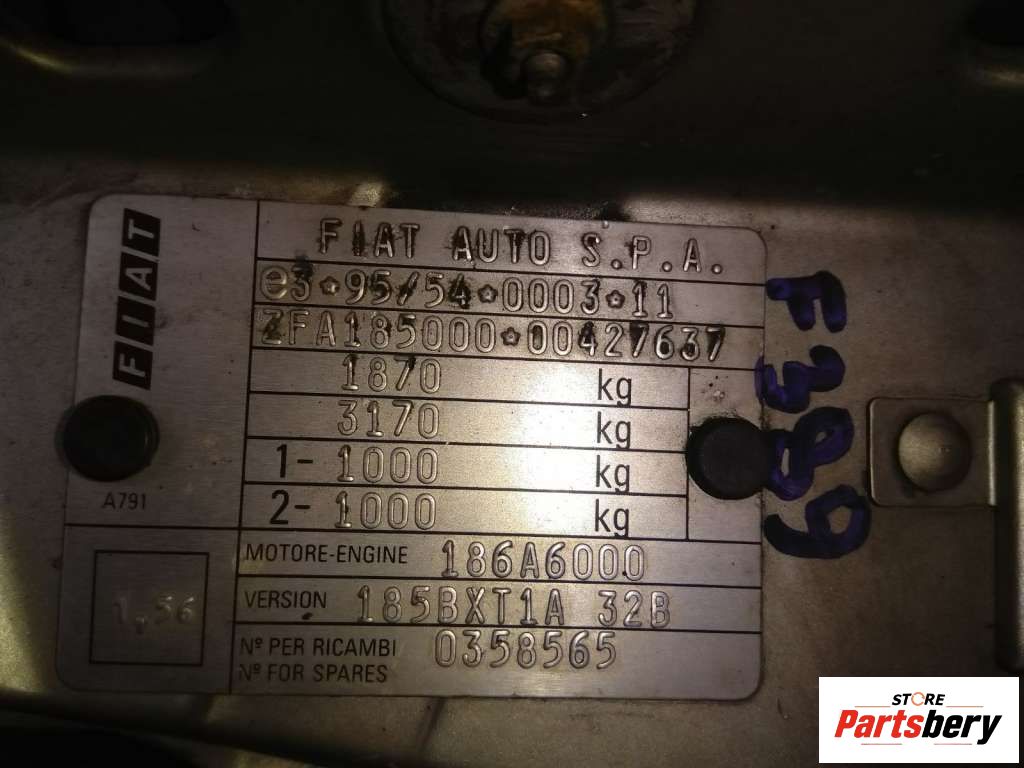 FIAT
FIAT AUTO S.P.A.
e3*95/54*0003*11
ZFA185000*00427637
1870 kg
3170 kg
1- 1000 kg
2- 1000 kg
A791
MOTORE-ENGINE 186A6000
VERSION 185BXT1A 32B
Nº PER RICAMBI
Nº FOR SPARES 0358565
1,56
F389
STORE
Partsbery